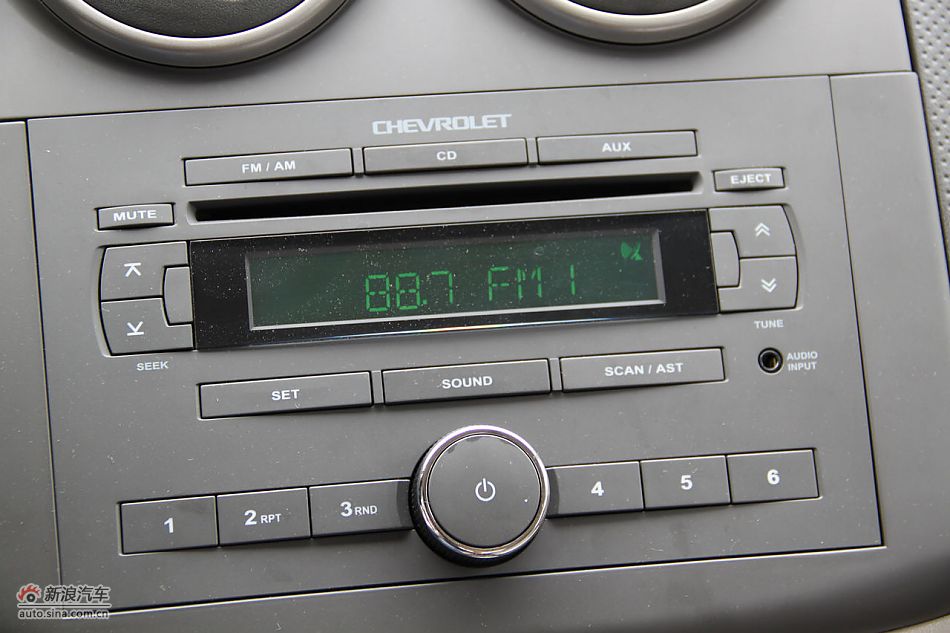 CHEVROLET
FM / AM
CD
AUX
EJECT
MUTE
88.7 FM1 1
SEEK
TUNE
AUDIO
INPUT
SET
SOUND
SCAN / AST
1
2 RPT
3 RND
4
5
6
新浪汽车
auto.sina.com.cn